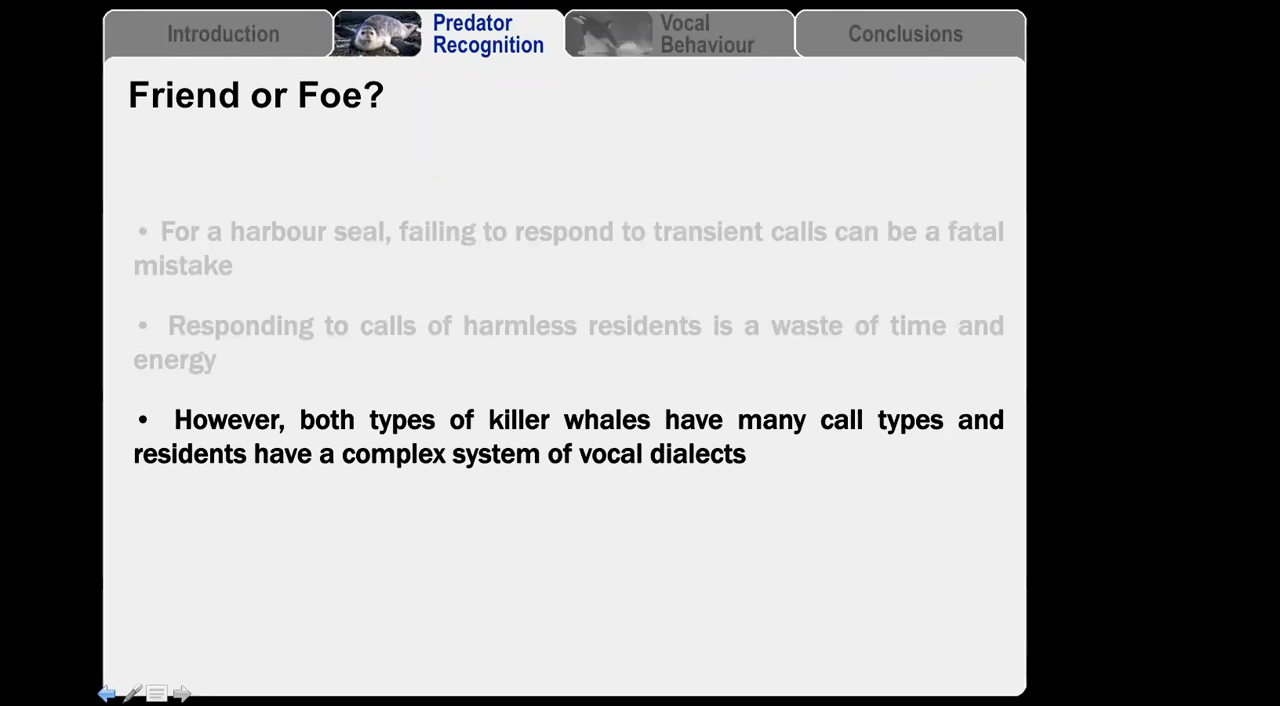 Introduction
Predator
Recognition
Vocal
Behaviour
Conclusions
Friend or Foe?
• For a harbour seal, failing to respond to transient calls can be a fatal
mistake
• Responding to calls of harmless residents is a waste of time and
energy
• However, both types of killer whales have many call types and
residents have a complex system of vocal dialects